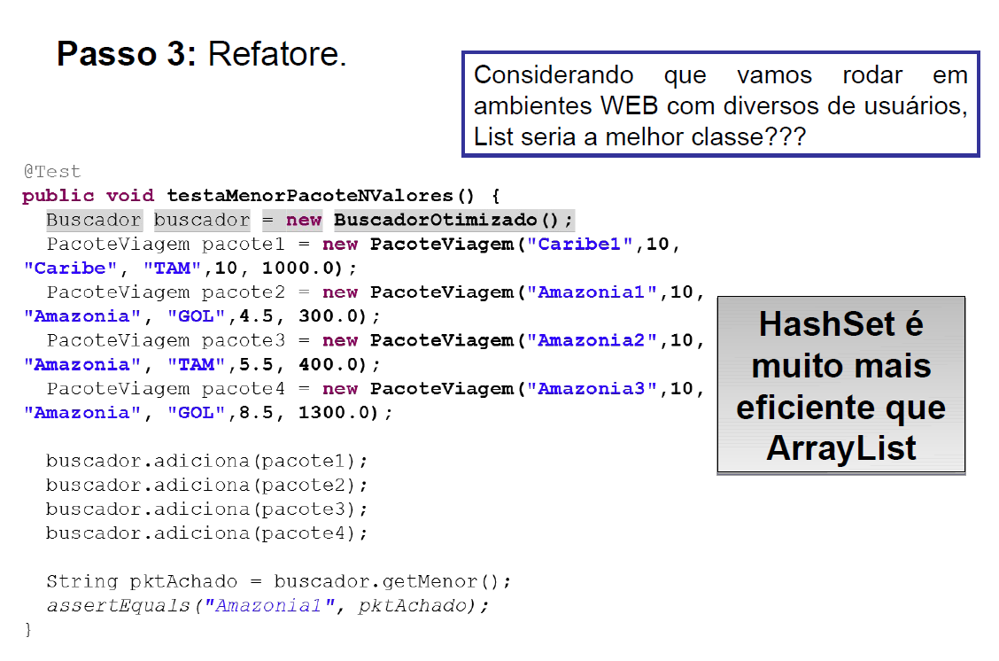 Passo 3: Refatore.
Considerando que vamos rodar em
ambientes WEB com diversos de usuários,
List seria a melhor classe???
@Test
public void testaMenorPacoteNValores() {
Buscador buscador = new BuscadorOtimizado();
PacoteViagem pacote1 = new PacoteViagem("Caribe1",10,
"Caribe", "TAM",10, 1000.0);
PacoteViagem pacote2 = new PacoteViagem("Amazonia1",10,
"Amazonia", "GOL",4.5, 300.0);
PacoteViagem pacote3 = new PacoteViagem("Amazonia2",10,
"Amazonia", "TAM",5.5, 400.0);
PacoteViagem pacote4 = new PacoteViagem("Amazonia3",10,
"Amazonia", "GOL",8.5, 1300.0);
HashSet é
muito mais
eficiente que
ArrayList
buscador.adiciona(pacote1);
buscador.adiciona(pacote2);
buscador.adiciona(pacote3);
buscador.adiciona(pacote4);
String pktAchado = buscador.getMenor();
assertEquals("Amazonia1", pktAchado);
}